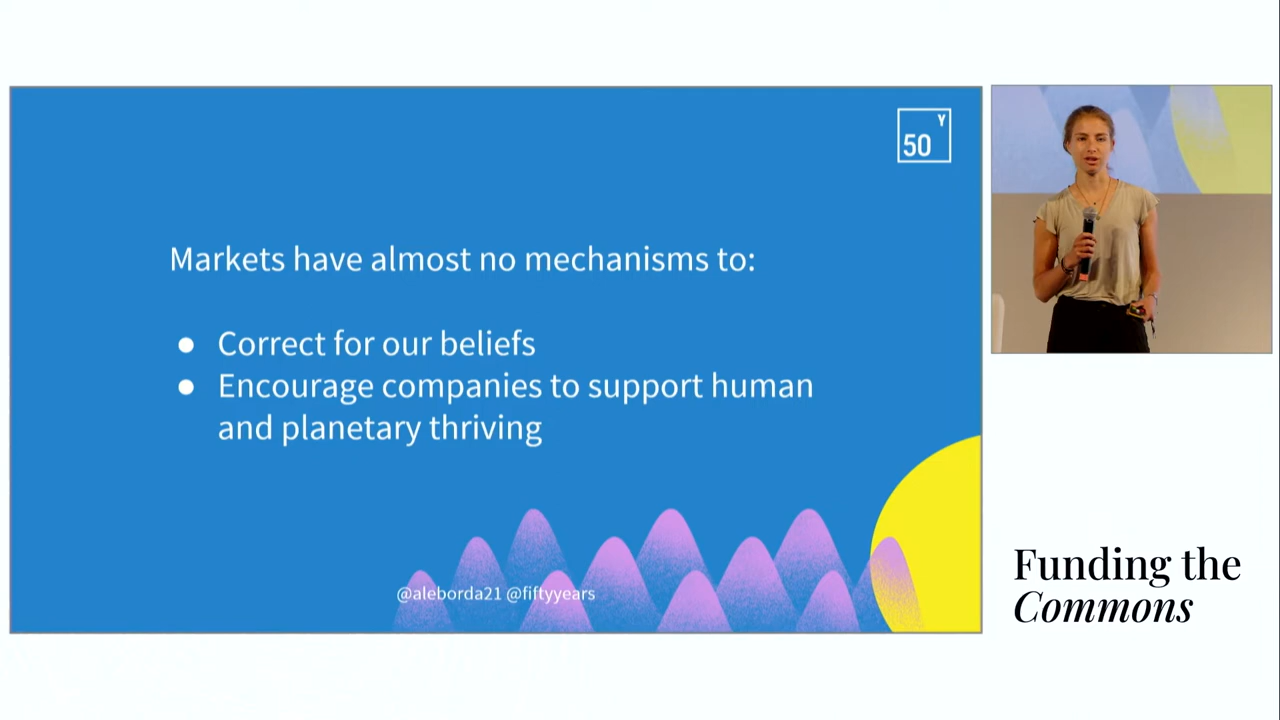 50
Y
Markets have almost no mechanisms to:
● Correct for our beliefs
● Encourage companies to support human
and planetary thriving
@aleborda21 @fiftyyears
Funding the
Commons